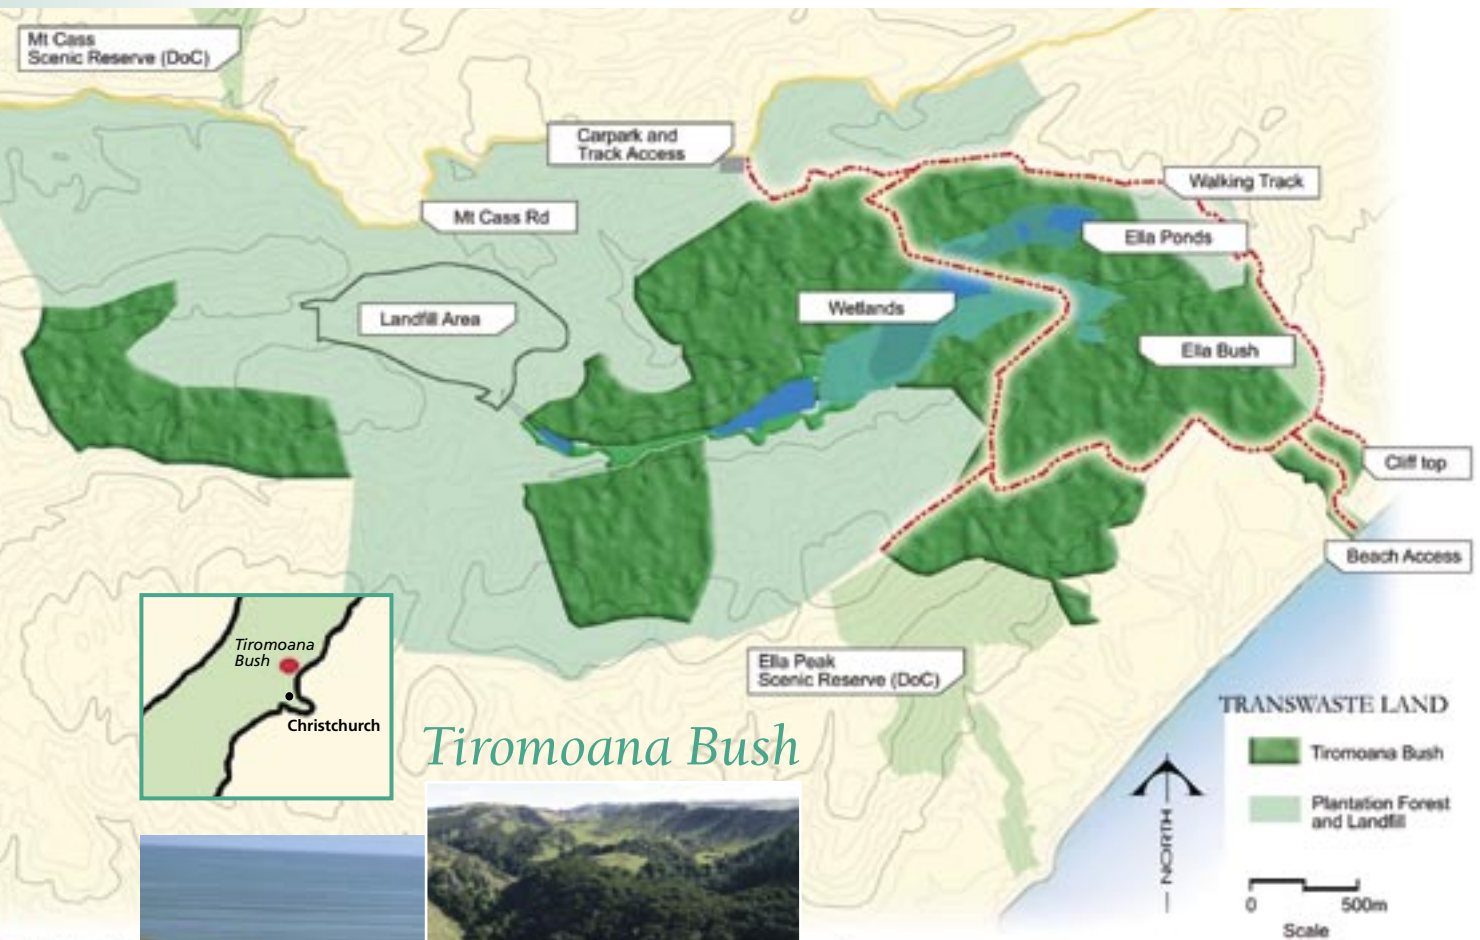 Mt Cass
Scenic Reserve (DoC)
Carpark and
Track Access
Walking Track
Mt Cass Rd
Ella Ponds
Wetlands
Landfill Area
Ella Bush
Cliff top
Beach Access
Ella Peak
Scenic Reserve (DoC)
Tiromoana
Bush
Christchurch
Tiromoana Bush
TRANSWASTE LAND
Tiromoana Bush
Plantation Forest
and Landfill
NORTH
0 500m
Scale